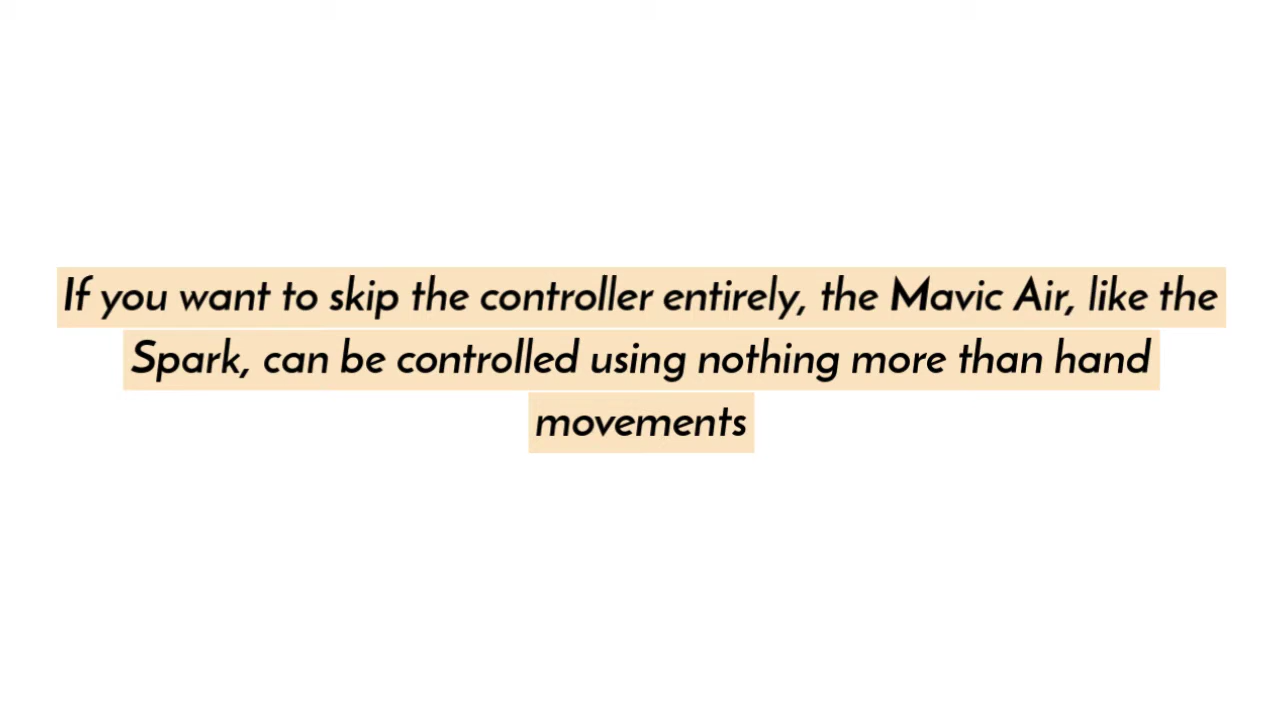 If you want to skip the controller entirely, the Mavic Air, like the
Spark, can be controlled using nothing more than hand
movements